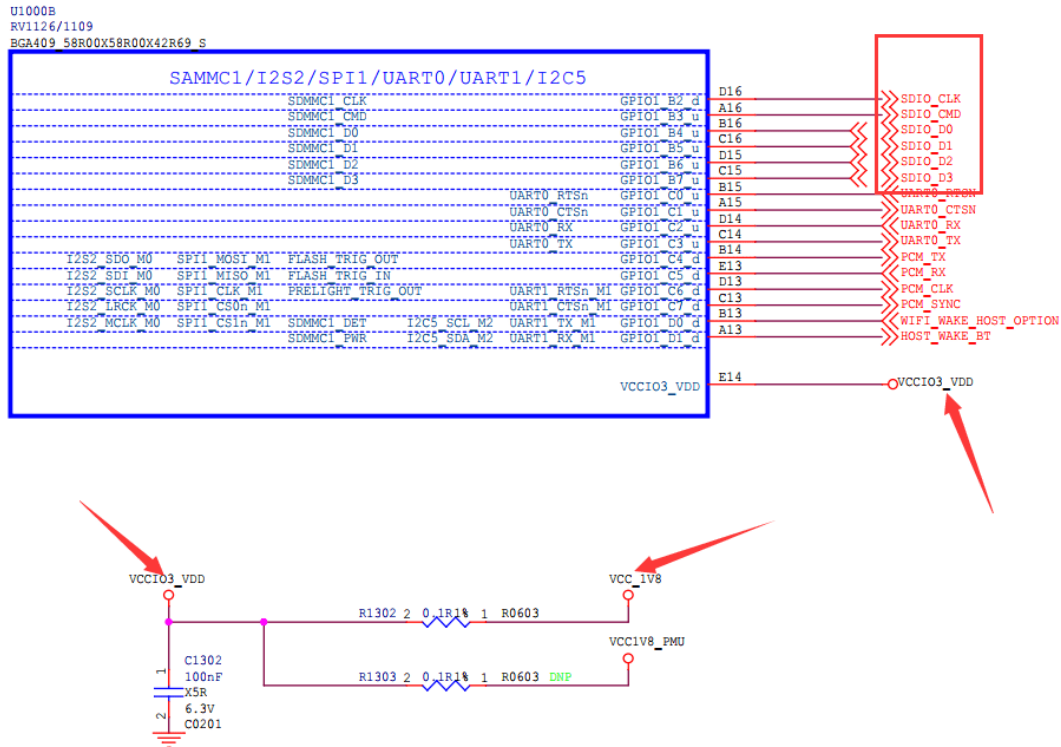 U1000B
RV1126/1109
BGA409_58R00X58R00X42R69_S
SAMMC1/I2S2/SPI1/UART0/UART1/I2C5
SDMMC1_CLK GPIO1_B2_d D16 SDIO_CLK
SDMMC1_CMD GPIO1_B3_u A16 SDIO_CMD
SDMMC1_D0 GPIO1_B4_u B16 SDIO_D0
SDMMC1_D1 GPIO1_B5_u C16 SDIO_D1
SDMMC1_D2 GPIO1_B6_u D15 SDIO_D2
SDMMC1_D3 GPIO1_B7_u C15 SDIO_D3
UART0_RTSn GPIO1_C0_u B15 UART0_RTSN
UART0_CTSn GPIO1_C1_u A15 UART0_CTSN
UART0_RX GPIO1_C2_u D14 UART0_RX
UART0_TX GPIO1_C3_u C14 UART0_TX
I2S2_SDO_M0 SPI1_MOSI_M1 FLASH_TRIG_OUT GPIO1_C4_d B14 PCM_TX
I2S2_SDI_M0 SPI1_MISO_M1 FLASH_TRIG_IN GPIO1_C5_d E13 PCM_RX
I2S2_SCLK_M0 SPI1_CLK_M1 PRELIGHT_TRIG_OUT UART1_RTSn_M1 GPIO1_C6_d D13 PCM_CLK
I2S2_LRCK_M0 SPI1_CS0n_M1 UART1_CTSn_M1 GPIO1_C7_d C13 PCM_SYNC
I2S2_MCLK_M0 SPI1_CS1n_M1 SDMMC1_DET I2C5_SCL_M2 UART1_TX_M1 GPIO1_D0_d B13 WIFI_WAKE_HOST_OPTION
SDMMC1_PWR I2C5_SDA_M2 UART1_RX_M1 GPIO1_D1_d A13 HOST_WAKE_BT
VCCIO3_VDD E14 VCCIO3_VDD
VCCIO3_VDD VCC_1V8
R1302 2 0.1R1% 1 R0603
VCC1V8_PMU
R1303 2 0.1R1% 1 R0603 DNP
1
C1302
100nF
X5R
6.3V
2
C0201